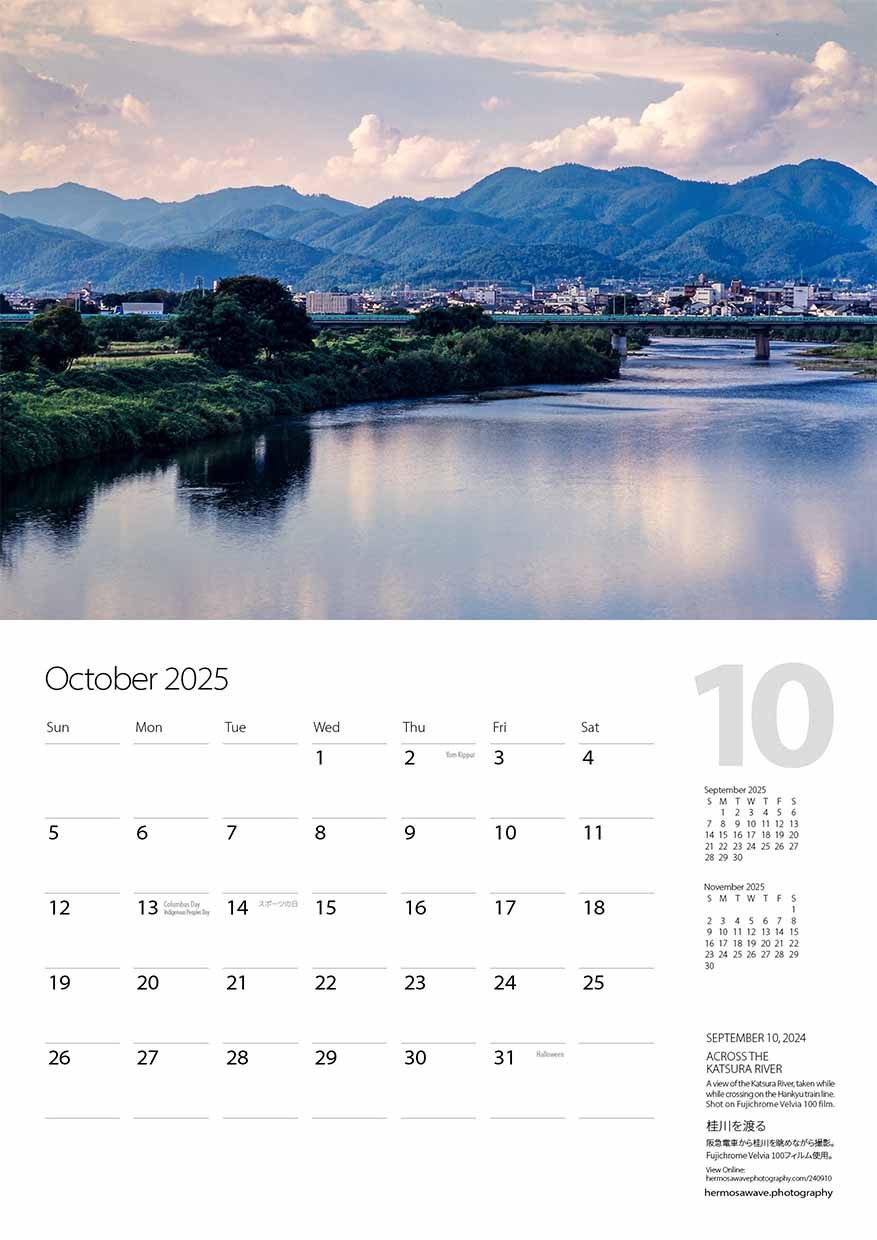 October 2025
10
Sun Mon Tue Wed Thu Fri Sat
1 2 Yom Kippur 3 4
5 6 7 8 9 10 11
12 13 Columbus Day 14 スポーツの日 15 16 17 18
Indigenous Peoples Day
19 20 21 22 23 24 25
26 27 28 29 30 31 Halloween
September 2025
S M T W T F S
1 2 3 4 5 6
7 8 9 10 11 12 13
14 15 16 17 18 19 20
21 22 23 24 25 26 27
28 29 30
November 2025
S M T W T F S
1
2 3 4 5 6 7 8
9 10 11 12 13 14 15
16 17 18 19 20 21 22
23 24 25 26 27 28 29
30
SEPTEMBER 10, 2024
ACROSS THE
KATSURA RIVER
A view of the Katsura River, taken while
while crossing on the Hankyu train line.
Shot on Fujichrome Velvia 100 film.
桂川を渡る
阪急電車から桂川を眺めながら撮影。
Fujichrome Velvia 100フィルム使用。
View Online:
hermosawavephotography.com/240910
hermosawave.photography